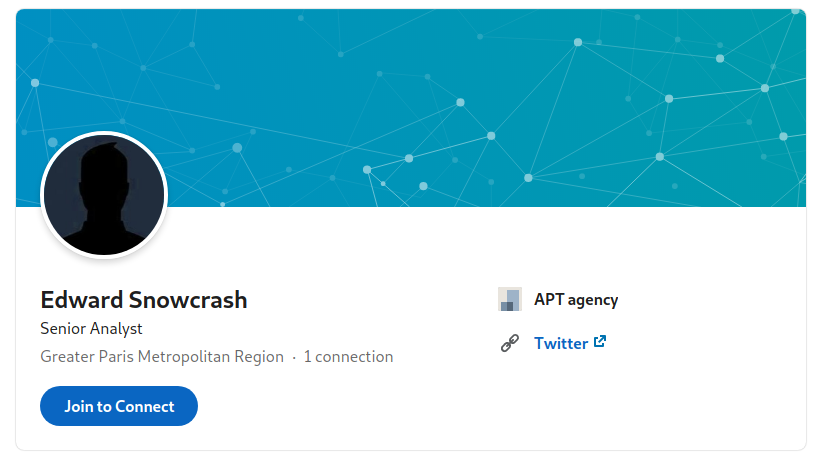 Edward Snowcrash
Senior Analyst
Greater Paris Metropolitan Region · 1 connection
Join to Connect
APT agency
Twitter